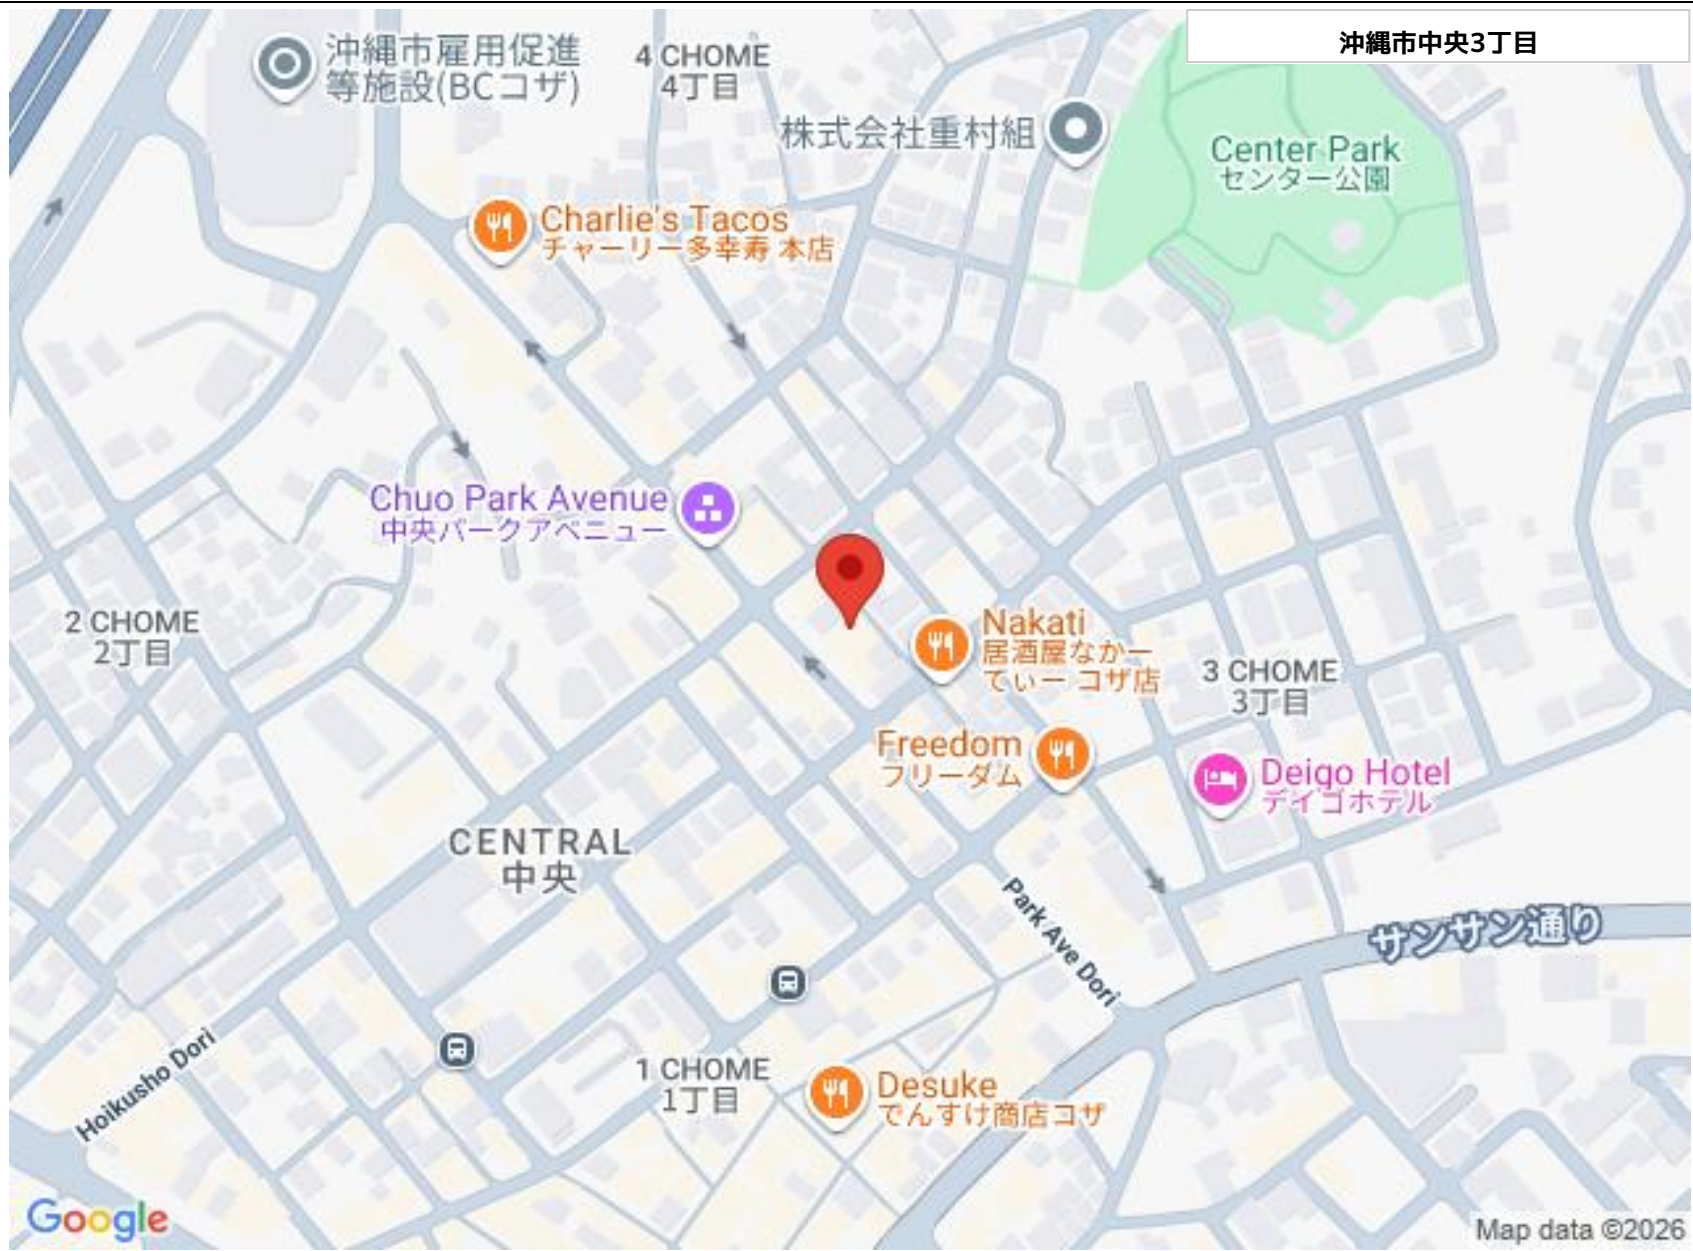 沖縄市中央3丁目
沖縄市雇用促進
等施設(BCコザ)
4 CHOME
4丁目
株式会社重村組
Center Park
センター公園
Charlie's Tacos
チャーリー多幸寿 本店
Chuo Park Avenue
中央パークアベニュー
2 CHOME
2丁目
Nakati
居酒屋なかー
てぃー コザ店
3 CHOME
3丁目
Freedom
フリーダム
Deigo Hotel
デイゴホテル
CENTRAL
中央
Park Ave Dori
サンサン通り
Hoikusho Dori
1 CHOME
1丁目
Desuke
でんすけ商店コザ
Google
Map data ©2026